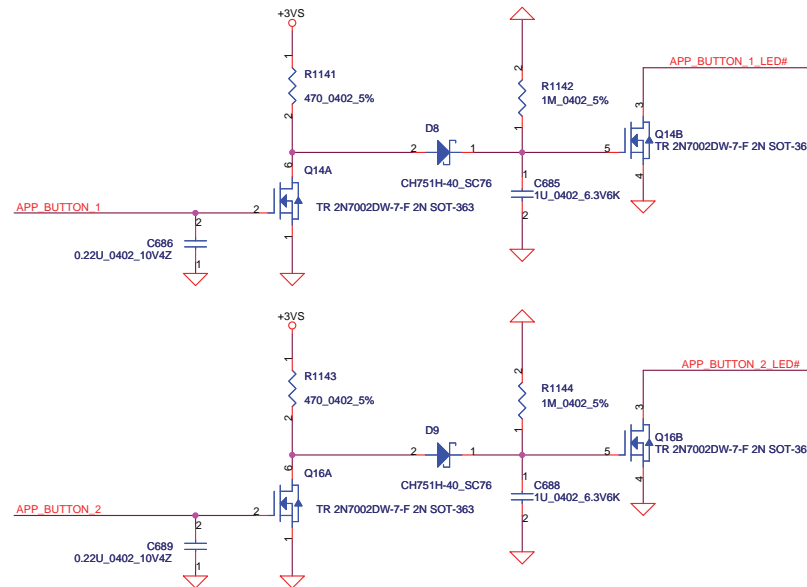 +3VS
1
R1141
470_0402_5%
2
2
R1142
1M_0402_5%
1
APP_BUTTON_1_LED#
3
D8
2
1
CH751H-40_SC76
5
Q14B
TR 2N7002DW-7-F 2N SOT-363
4
6
Q14A
TR 2N7002DW-7-F 2N SOT-363
2
1
1
C685
1U_0402_6.3V6K
2
APP_BUTTON_1
2
C686
0.22U_0402_10V4Z
1
+3VS
1
R1143
470_0402_5%
2
2
R1144
1M_0402_5%
1
APP_BUTTON_2_LED#
3
D9
2
1
CH751H-40_SC76
5
Q16B
TR 2N7002DW-7-F 2N SOT-363
4
6
Q16A
TR 2N7002DW-7-F 2N SOT-363
2
1
1
C688
1U_0402_6.3V6K
2
APP_BUTTON_2
2
C689
0.22U_0402_10V4Z
1